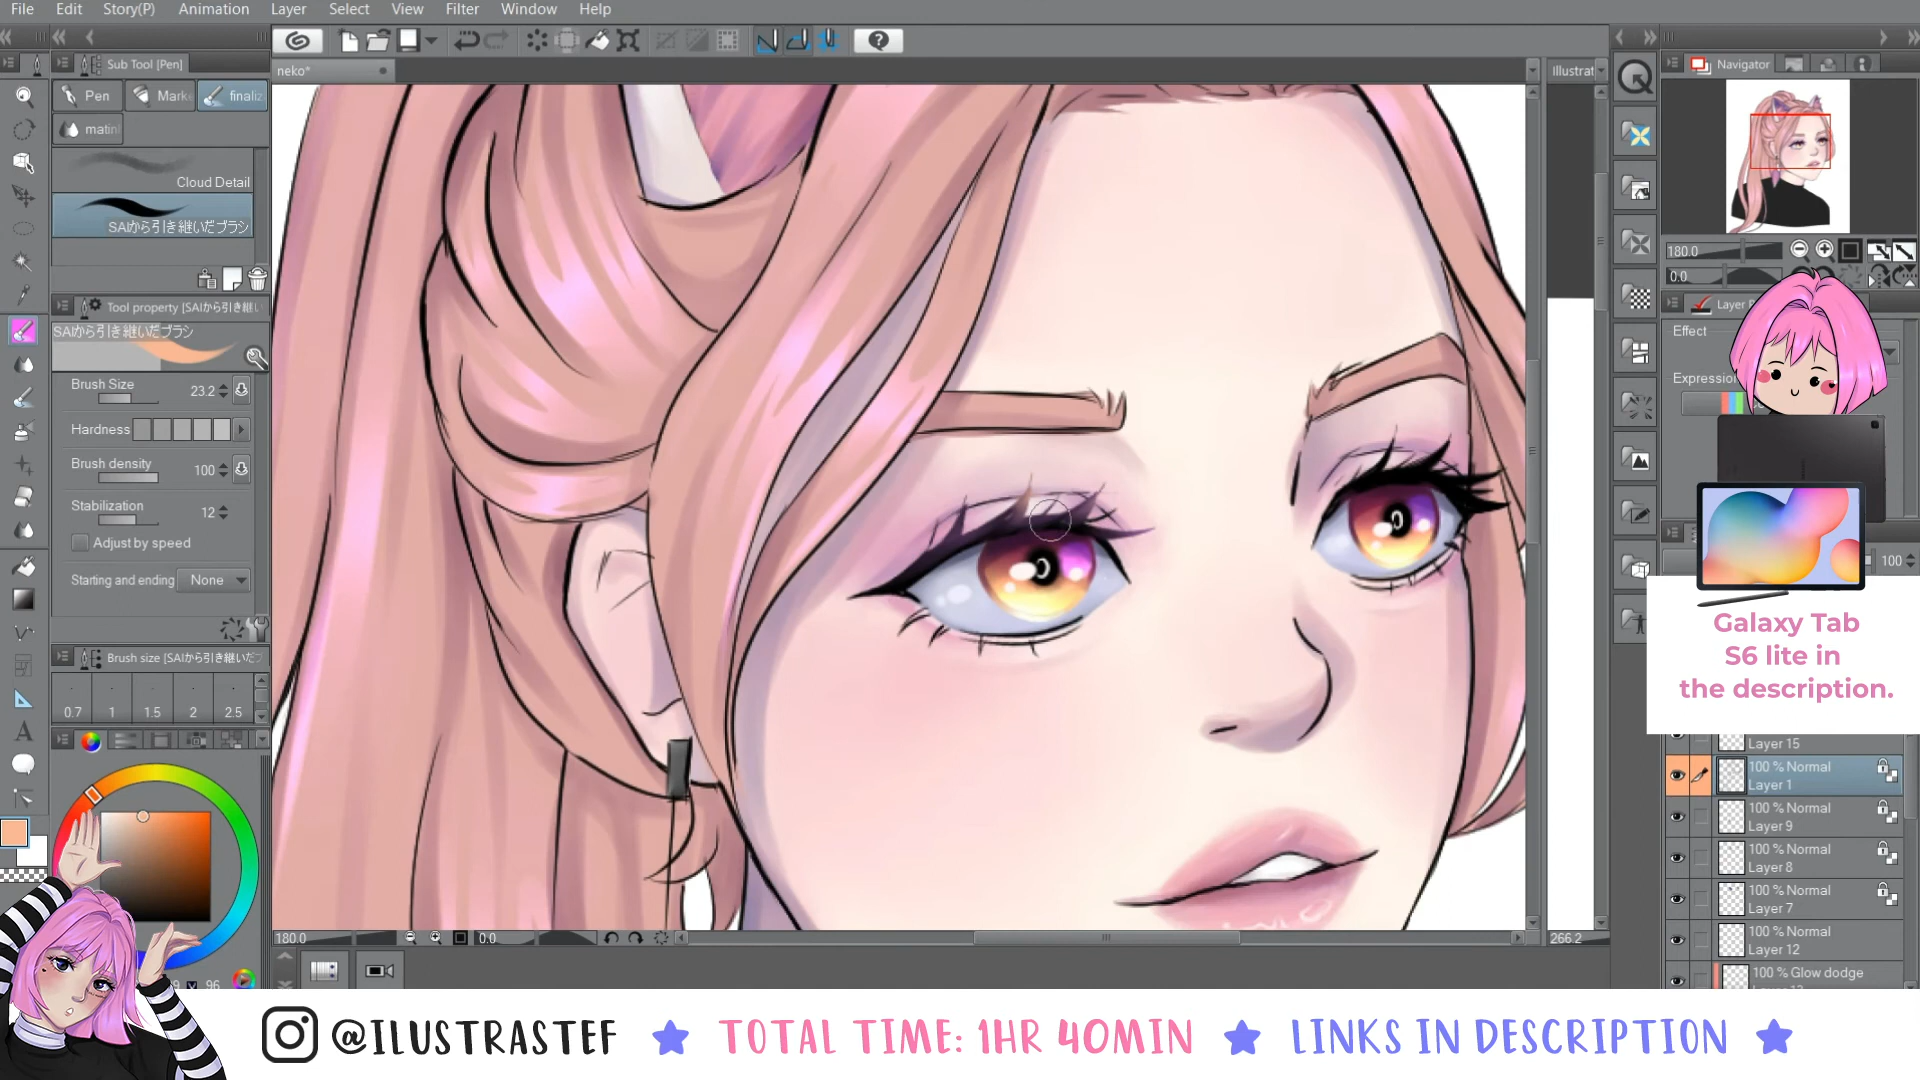 File Edit Story(P) Animation Layer Select View Filter Window Help
Sub Tool [Pen]
neko*
Illustrat
Navigator
Pen Marke finaliz
matin
Cloud Detail
SAIから引き継いだブラシ
180.0
0.0
Tool property [SAIから引き継い
SAIから引き継いだブラシ
Layer P
Effect
Expression
Brush Size 23.2
Hardness
Brush density 100
Stabilization 12
Adjust by speed
Starting and ending None
100
Galaxy Tab
S6 lite in
the description.
Brush size [SAIから引き継いだブ
0.7 1 1.5 2 2.5
Layer 15
100 % Normal
Layer 1
100 % Normal
Layer 9
100 % Normal
Layer 8
100 % Normal
Layer 7
100 % Normal
Layer 12
100 % Glow dodge
180.0 0.0 266.2
96
@ILUSTRASTEF TOTAL TIME: 1HR 40MIN LINKS IN DESCRIPTION